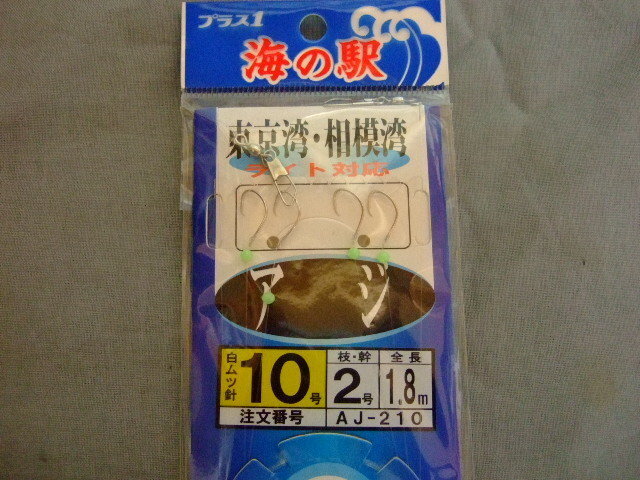 プラス1
海の駅
東京湾・相模湾
ライト対応
アジ
白ムツ針 10号
枝・幹 2号
全長 1.8m
注文番号 AJ-210